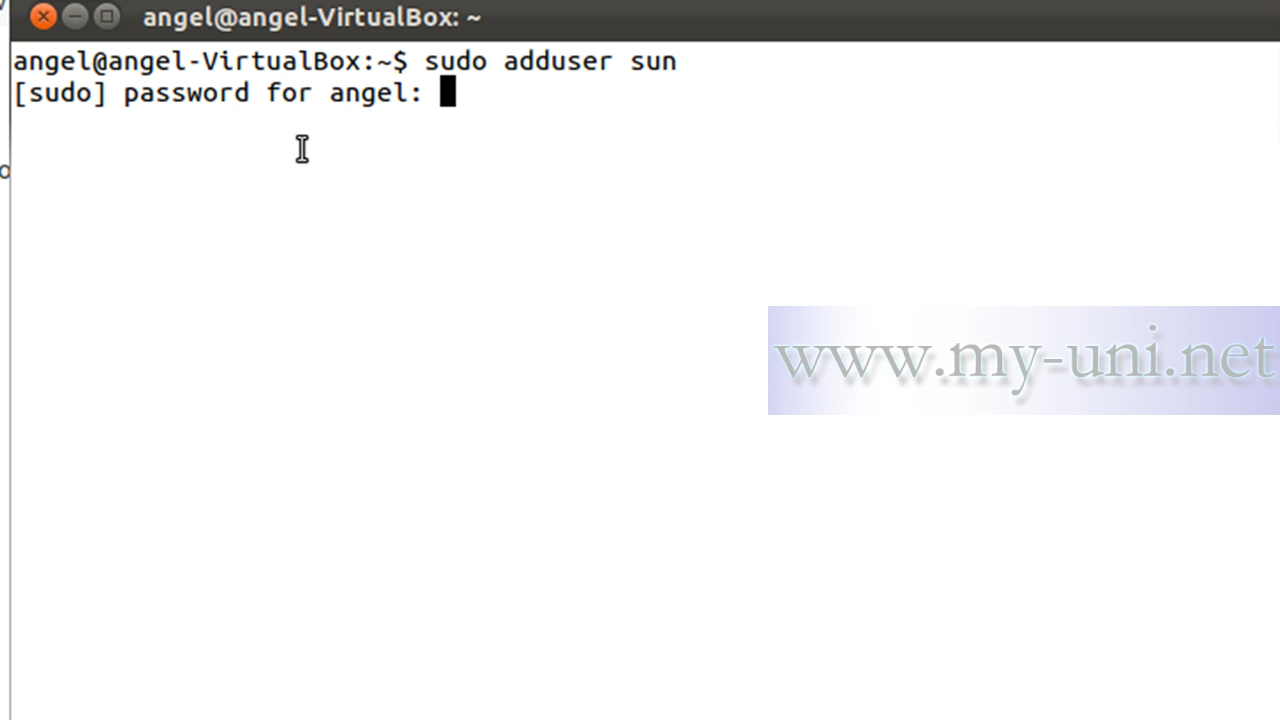 angel@angel-VirtualBox: ~
angel@angel-VirtualBox:~$ sudo adduser sun
[sudo] password for angel:
www.my-uni.net